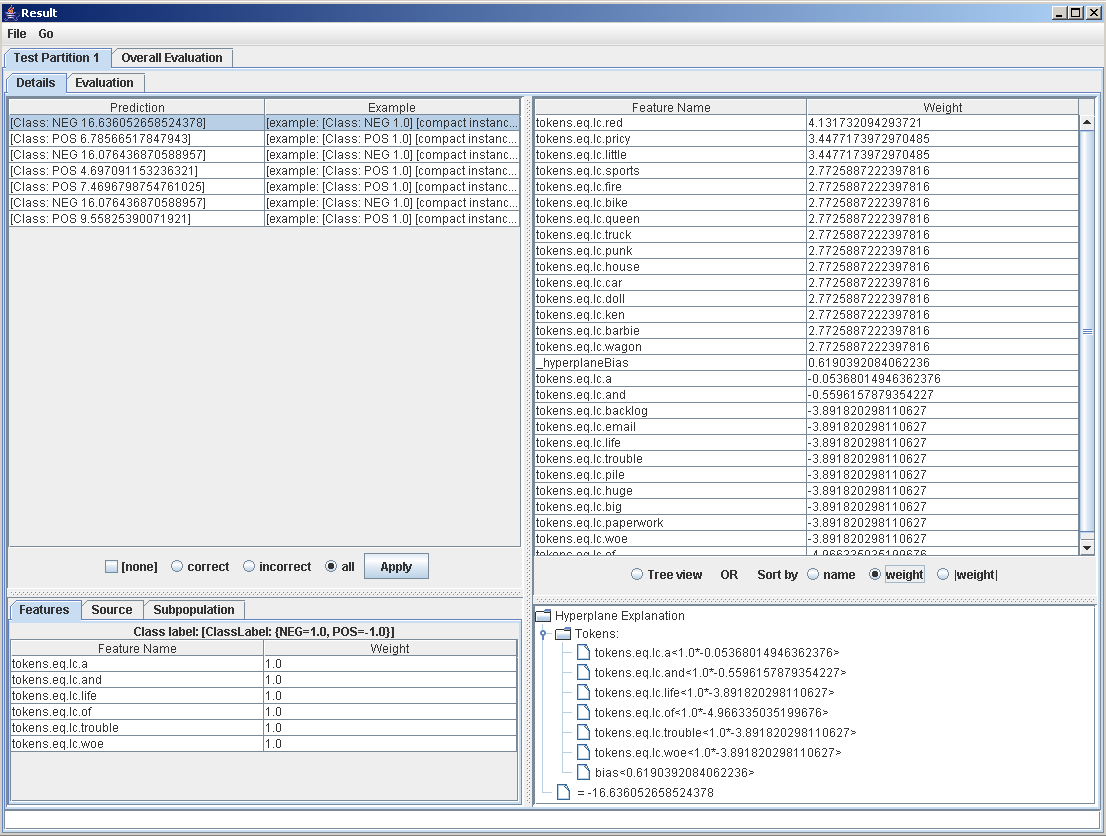 Result
File Go
Test Partition 1 Overall Evaluation
Details Evaluation
Prediction Example
[Class: NEG 16.636052658524378] [example: [Class: NEG 1.0] [compact instanc...
[Class: POS 6.78566517847943] [example: [Class: POS 1.0] [compact instanc...
[Class: NEG 16.076436870588957] [example: [Class: NEG 1.0] [compact instanc...
[Class: POS 4.697091153236321] [example: [Class: POS 1.0] [compact instanc...
[Class: POS 7.4696798754761025] [example: [Class: POS 1.0] [compact instanc...
[Class: NEG 16.076436870588957] [example: [Class: NEG 1.0] [compact instanc...
[Class: POS 9.55825390071921] [example: [Class: POS 1.0] [compact instanc...
[none] correct incorrect all Apply
Features Source Subpopulation
Class label: [ClassLabel: {NEG=1.0, POS=-1.0}]
Feature Name Weight
tokens.eq.lc.a 1.0
tokens.eq.lc.and 1.0
tokens.eq.lc.life 1.0
tokens.eq.lc.of 1.0
tokens.eq.lc.trouble 1.0
tokens.eq.lc.woe 1.0
Feature Name Weight
tokens.eq.lc.red 4.131732094293721
tokens.eq.lc.pricy 3.4477173972970485
tokens.eq.lc.little 3.4477173972970485
tokens.eq.lc.sports 2.7725887222397816
tokens.eq.lc.fire 2.7725887222397816
tokens.eq.lc.bike 2.7725887222397816
tokens.eq.lc.queen 2.7725887222397816
tokens.eq.lc.truck 2.7725887222397816
tokens.eq.lc.punk 2.7725887222397816
tokens.eq.lc.house 2.7725887222397816
tokens.eq.lc.car 2.7725887222397816
tokens.eq.lc.doll 2.7725887222397816
tokens.eq.lc.ken 2.7725887222397816
tokens.eq.lc.barbie 2.7725887222397816
tokens.eq.lc.wagon 2.7725887222397816
_hyperplaneBias 0.6190392084062236
tokens.eq.lc.a -0.05368014946362376
tokens.eq.lc.and -0.5596157879354227
tokens.eq.lc.backlog -3.891820298110627
tokens.eq.lc.email -3.891820298110627
tokens.eq.lc.life -3.891820298110627
tokens.eq.lc.trouble -3.891820298110627
tokens.eq.lc.pile -3.891820298110627
tokens.eq.lc.huge -3.891820298110627
tokens.eq.lc.big -3.891820298110627
tokens.eq.lc.paperwork -3.891820298110627
tokens.eq.lc.woe -3.891820298110627
tokens.eq.lc.of -4.966335035199676
Tree view OR Sort by name weight |weight|
Hyperplane Explanation
Tokens:
tokens.eq.lc.a<1.0*-0.05368014946362376>
tokens.eq.lc.and<1.0*-0.5596157879354227>
tokens.eq.lc.life<1.0*-3.891820298110627>
tokens.eq.lc.of<1.0*-4.966335035199676>
tokens.eq.lc.trouble<1.0*-3.891820298110627>
tokens.eq.lc.woe<1.0*-3.891820298110627>
bias<0.6190392084062236>
= -16.636052658524378